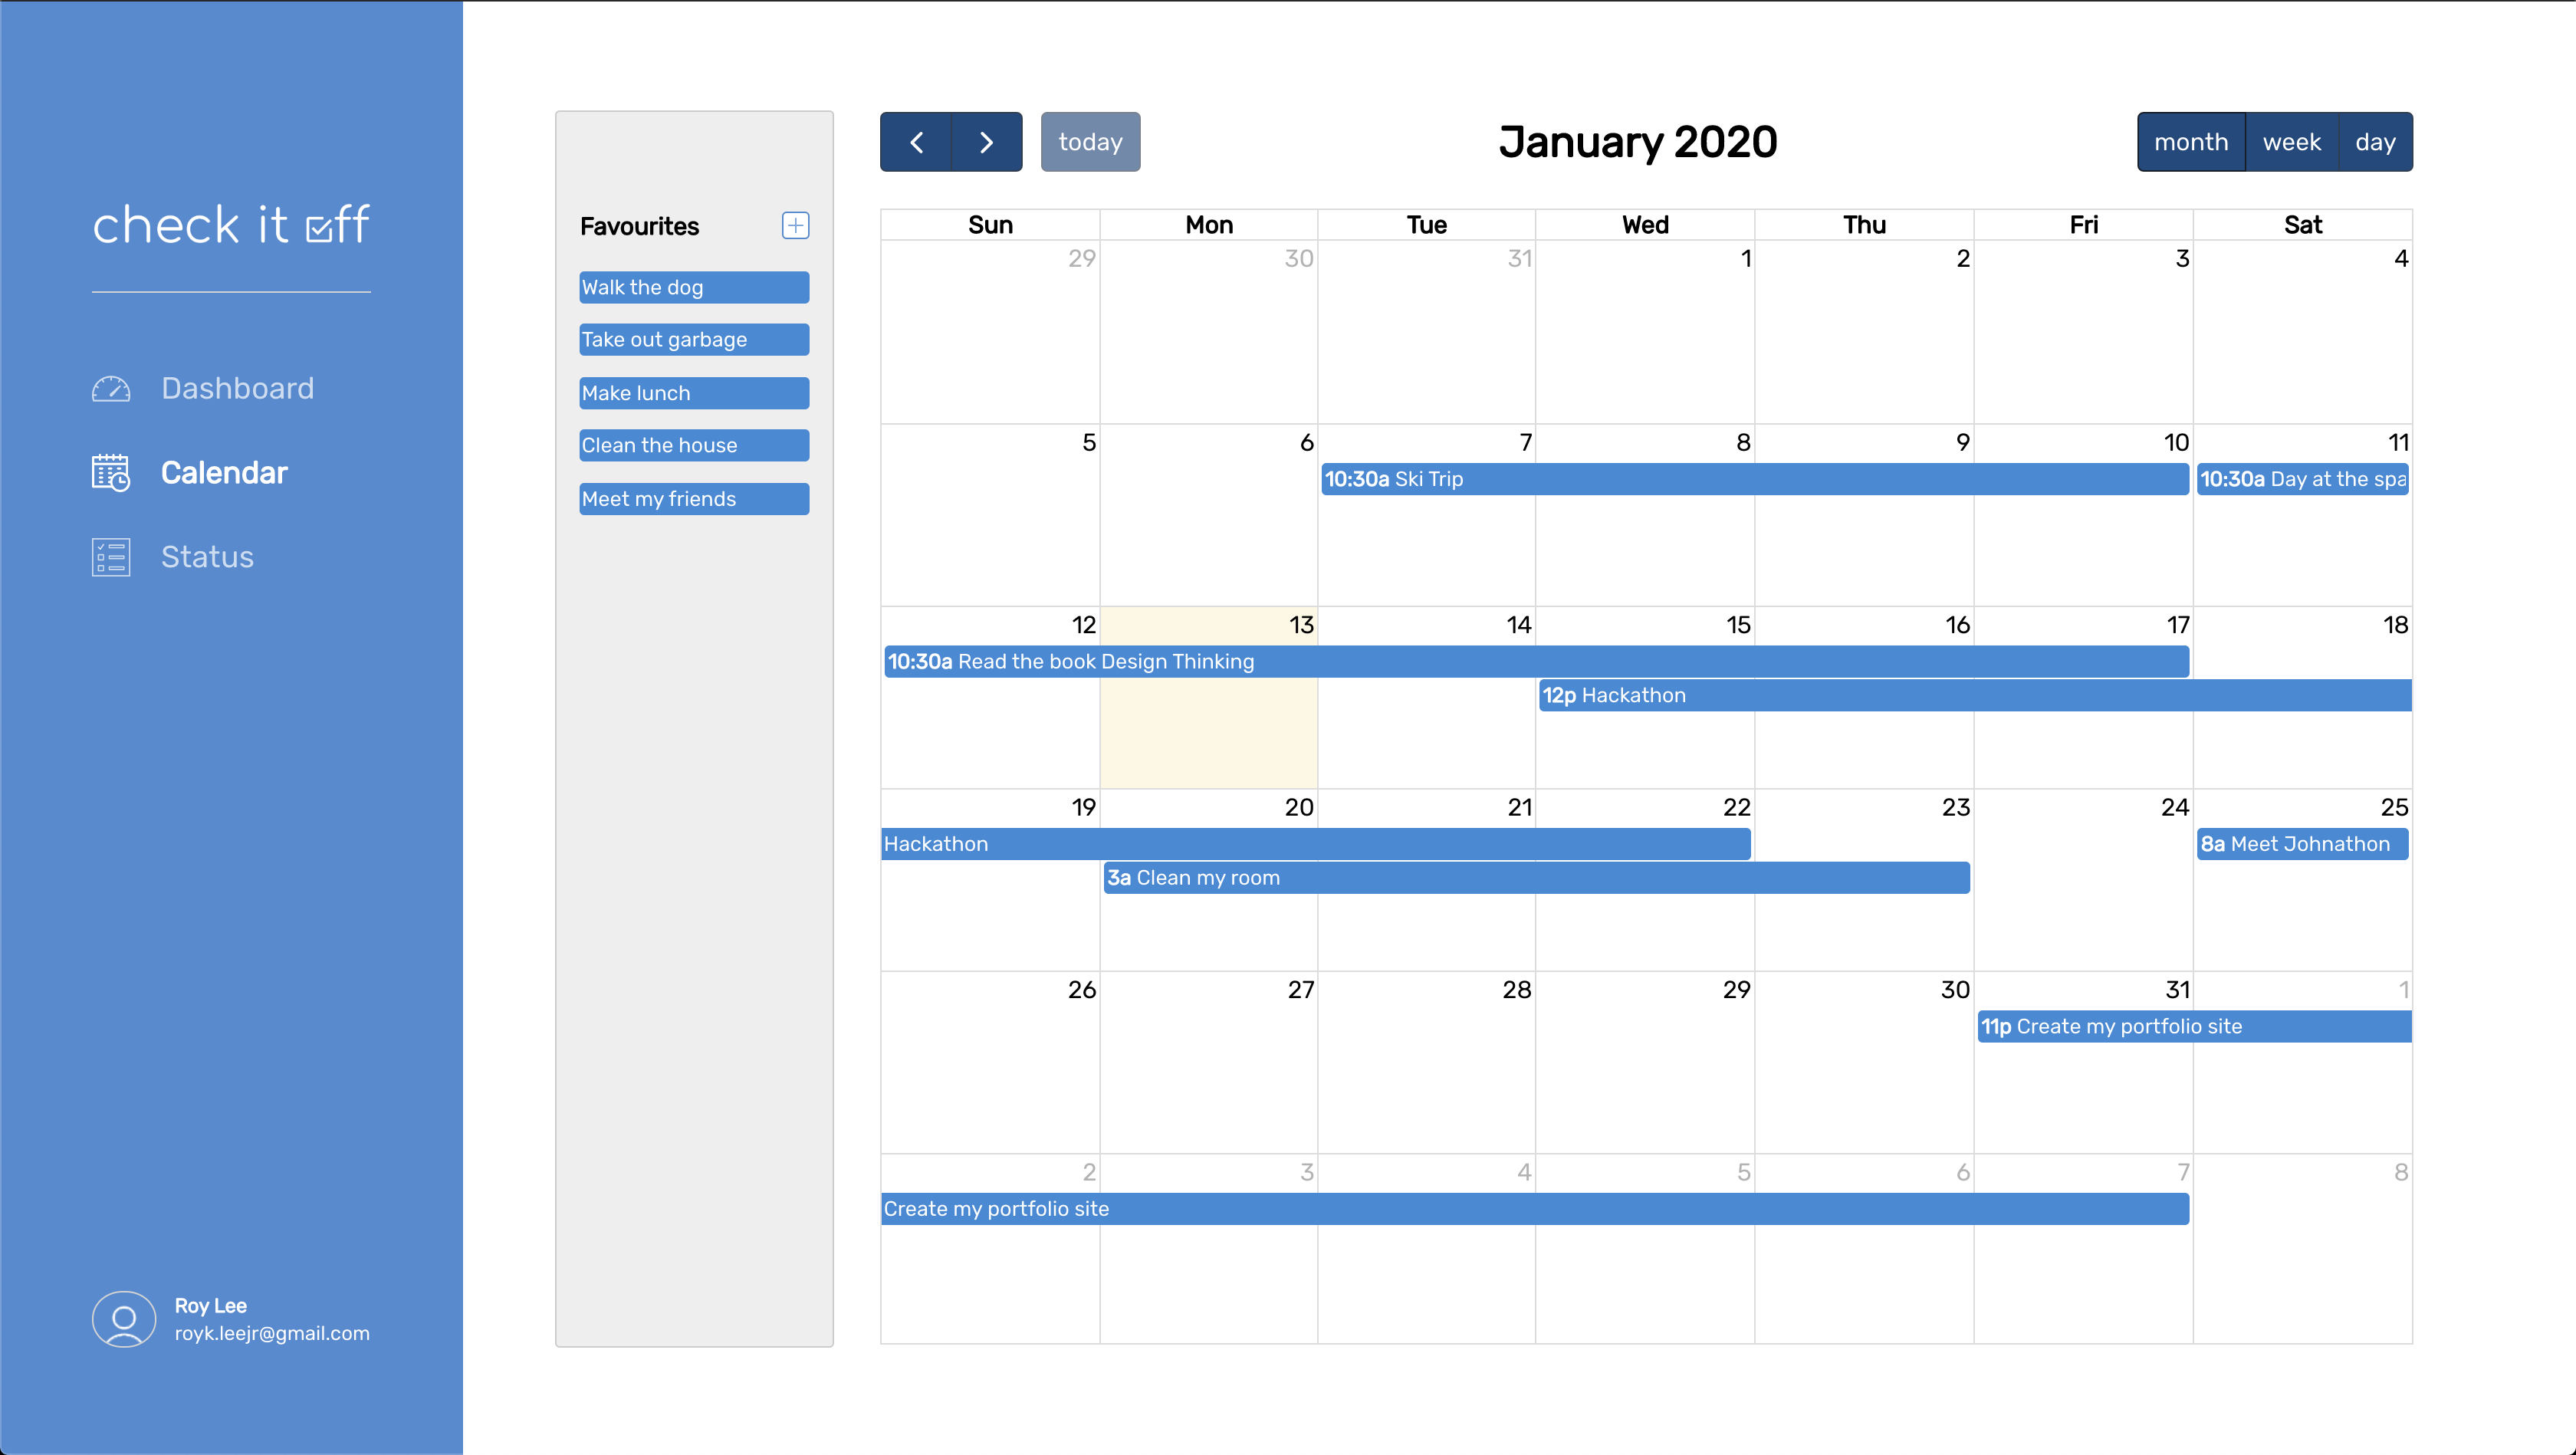 check it off
Dashboard
Calendar
Status
Roy Lee
royk.leejr@gmail.com
Favourites
Walk the dog
Take out garbage
Make lunch
Clean the house
Meet my friends
today
January 2020
month week day
Sun Mon Tue Wed Thu Fri Sat
29 30 31 1 2 3 4
5 6 7 8 9 10 11
10:30a Ski Trip 10:30a Day at the spa
12 13 14 15 16 17 18
10:30a Read the book Design Thinking
12p Hackathon
19 20 21 22 23 24 25
Hackathon 8a Meet Johnathon
3a Clean my room
26 27 28 29 30 31 1
11p Create my portfolio site
2 3 4 5 6 7 8
Create my portfolio site